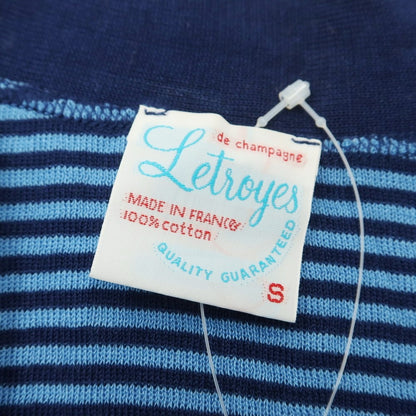 de champagne
Letroyes
MADE IN FRANCE
100% cotton
QUALITY GUARANTEED
S